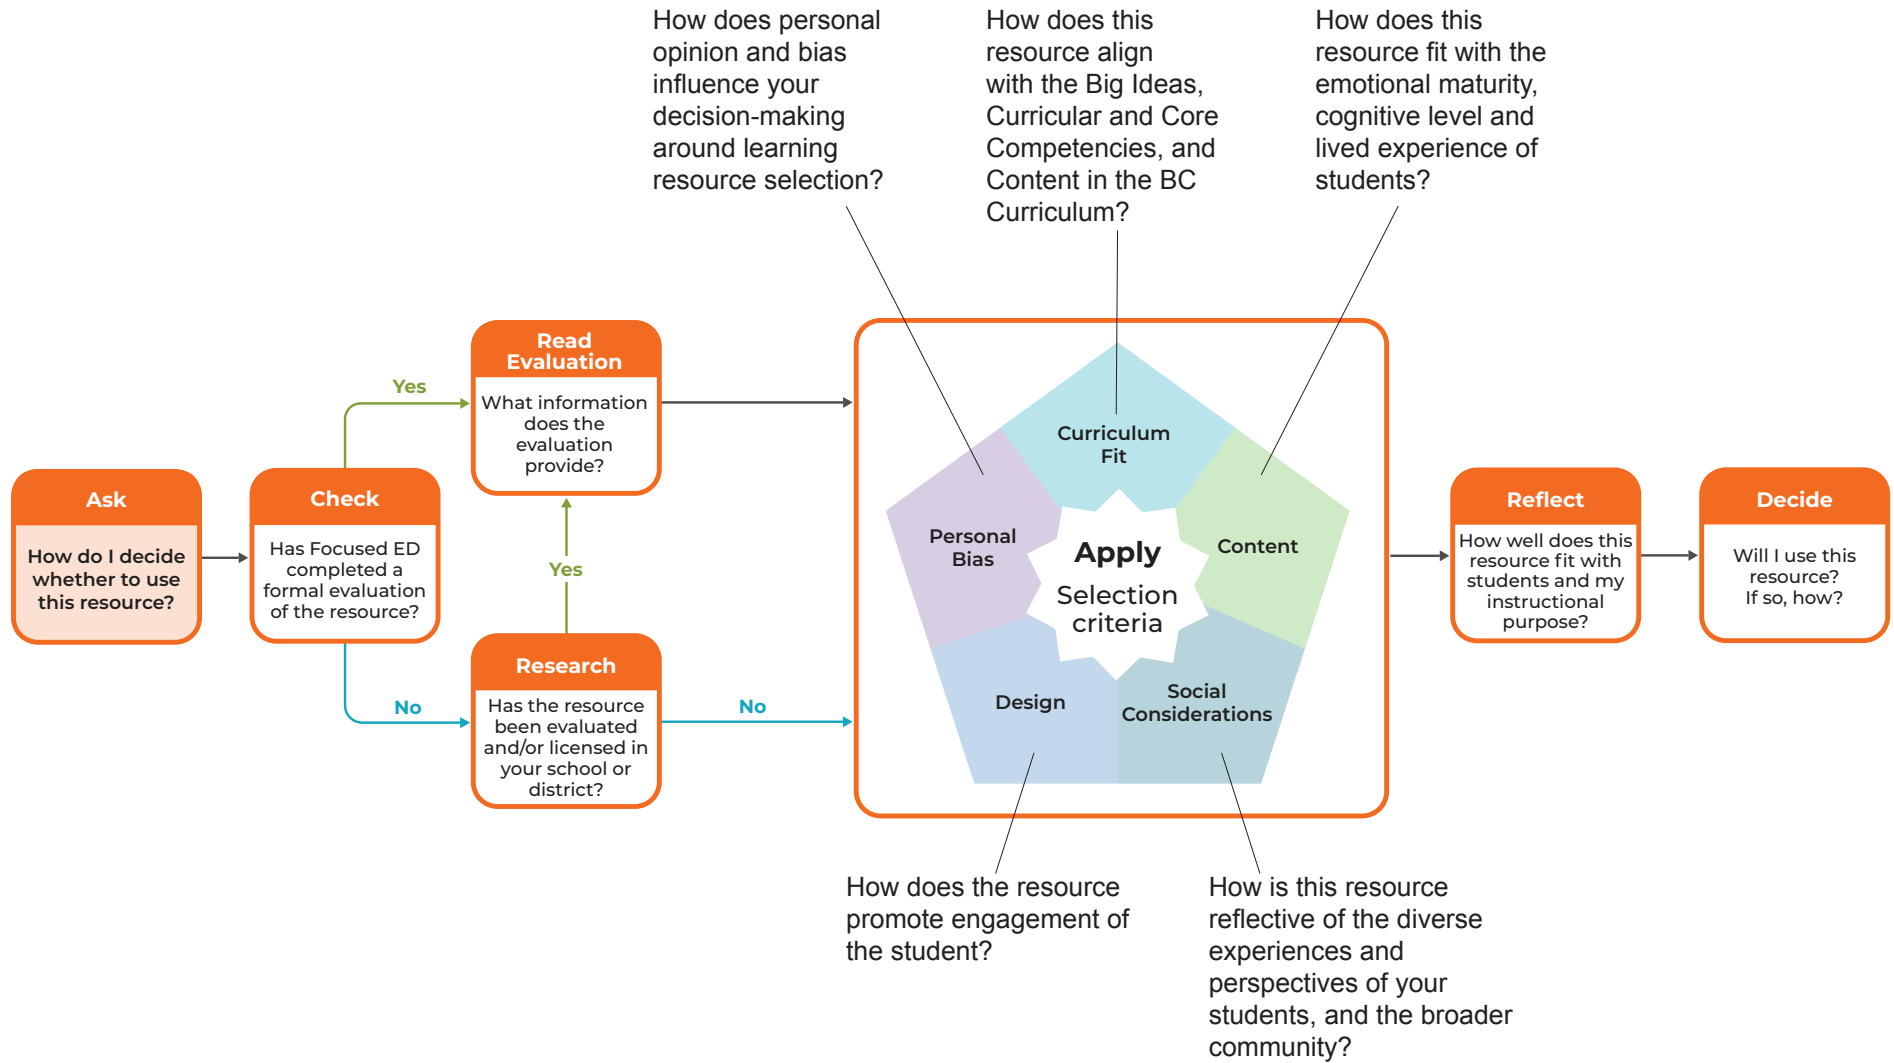 How does personal
opinion and bias
influence your
decision-making
around learning
resource selection?
How does this
resource align
with the Big Ideas,
Curricular and Core
Competencies, and
Content in the BC
Curriculum?
How does this
resource fit with the
emotional maturity,
cognitive level and
lived experience of
students?
Ask
How do I decide
whether to use
this resource?
Check
Has Focused ED
completed a
formal evaluation
of the resource?
Yes
No
Read
Evaluation
What information
does the
evaluation
provide?
Yes
Research
Has the resource
been evaluated
and/or licensed in
your school or
district?
No
Curriculum
Fit
Personal
Bias
Content
Apply
Selection
criteria
Design
Social
Considerations
Reflect
How well does this
resource fit with
students and my
instructional
purpose?
Decide
Will I use this
resource?
If so, how?
How does the resource
promote engagement of
the student?
How is this resource
reflective of the diverse
experiences and
perspectives of your
students, and the broader
community?